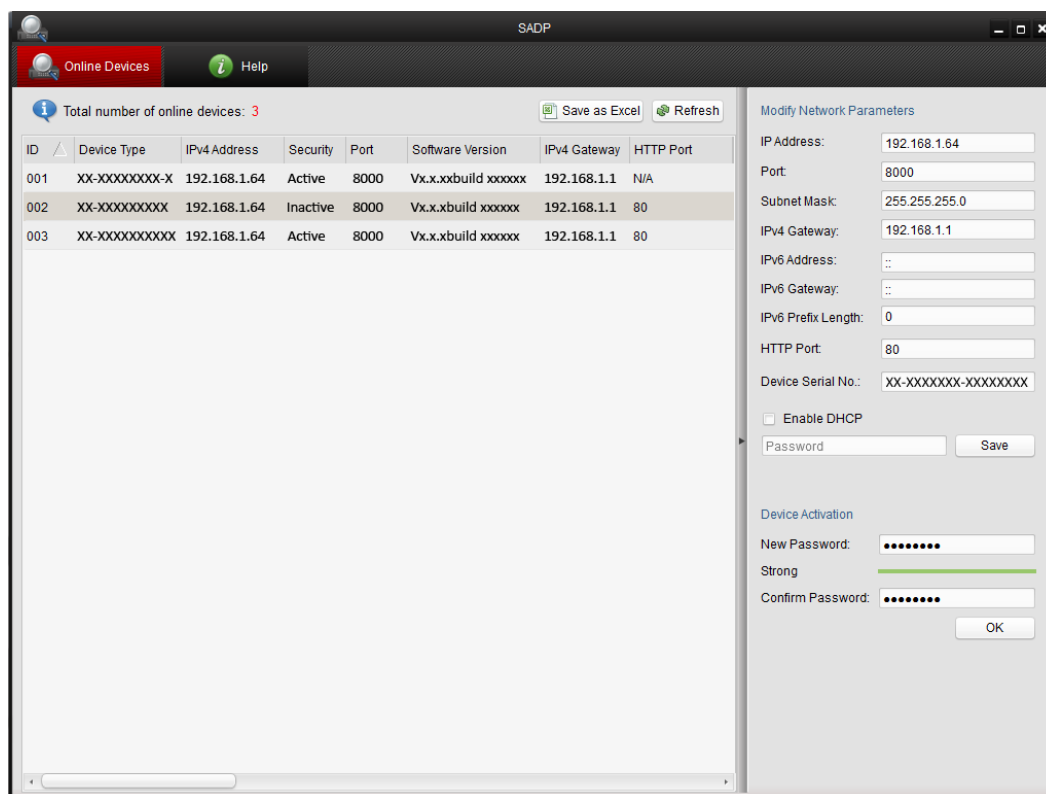 SADP
Online Devices
Help
Total number of online devices: 3
Save as Excel
Refresh
ID Device Type IPv4 Address Security Port Software Version IPv4 Gateway HTTP Port
001 XX-XXXXXXXX-X 192.168.1.64 Active 8000 Vx.x.xxbuild xxxxxx 192.168.1.1 N/A
002 XX-XXXXXXXXX 192.168.1.64 Inactive 8000 Vx.x.xbuild xxxxxx 192.168.1.1 80
003 XX-XXXXXXXXXX 192.168.1.64 Active 8000 Vx.x.xbuild xxxxxx 192.168.1.1 80
Modify Network Parameters
IP Address: 192.168.1.64
Port: 8000
Subnet Mask: 255.255.255.0
IPv4 Gateway: 192.168.1.1
IPv6 Address: ::
IPv6 Gateway: ::
IPv6 Prefix Length: 0
HTTP Port: 80
Device Serial No.: XX-XXXXXXX-XXXXXXXX
Enable DHCP
Password Save
Device Activation
New Password: ●●●●●●●●
Strong
Confirm Password: ●●●●●●●●
OK